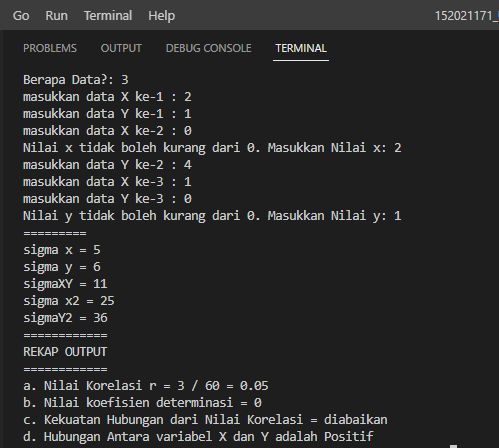 Go Run Terminal Help 152021171_
PROBLEMS OUTPUT DEBUG CONSOLE TERMINAL
Berapa Data?: 3
masukkan data X ke-1 : 2
masukkan data Y ke-1 : 1
masukkan data X ke-2 : 0
Nilai x tidak boleh kurang dari 0. Masukkan Nilai x: 2
masukkan data Y ke-2 : 4
masukkan data X ke-3 : 1
masukkan data Y ke-3 : 0
Nilai y tidak boleh kurang dari 0. Masukkan Nilai y: 1
=========
sigma x = 5
sigma y = 6
sigmaXY = 11
sigma x2 = 25
sigmaY2 = 36
============
REKAP OUTPUT
============
a. Nilai Korelasi r = 3 / 60 = 0.05
b. Nilai koefisien determinasi = 0
c. Kekuatan Hubungan dari Nilai Korelasi = diabaikan
d. Hubungan Antara variabel X dan Y adalah Positif